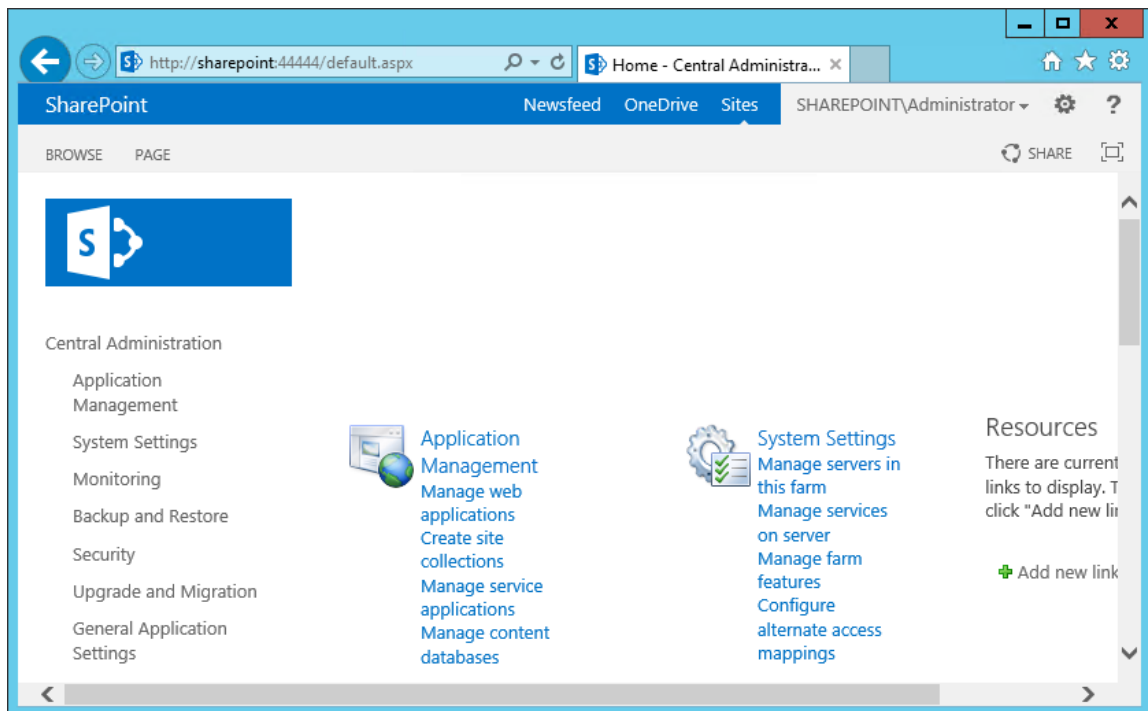 http://sharepoint:44444/default.aspx
Home - Central Administra...
SharePoint
Newsfeed
OneDrive
Sites
SHAREPOINT\Administrator
?
BROWSE
PAGE
SHARE
S
Central Administration
Application
Management
System Settings
Monitoring
Backup and Restore
Security
Upgrade and Migration
General Application
Settings
Application
Management
Manage web
applications
Create site
collections
Manage service
applications
Manage content
databases
System Settings
Manage servers in
this farm
Manage services
on server
Manage farm
features
Configure
alternate access
mappings
Resources
There are current
links to display. T
click "Add new lin
Add new link